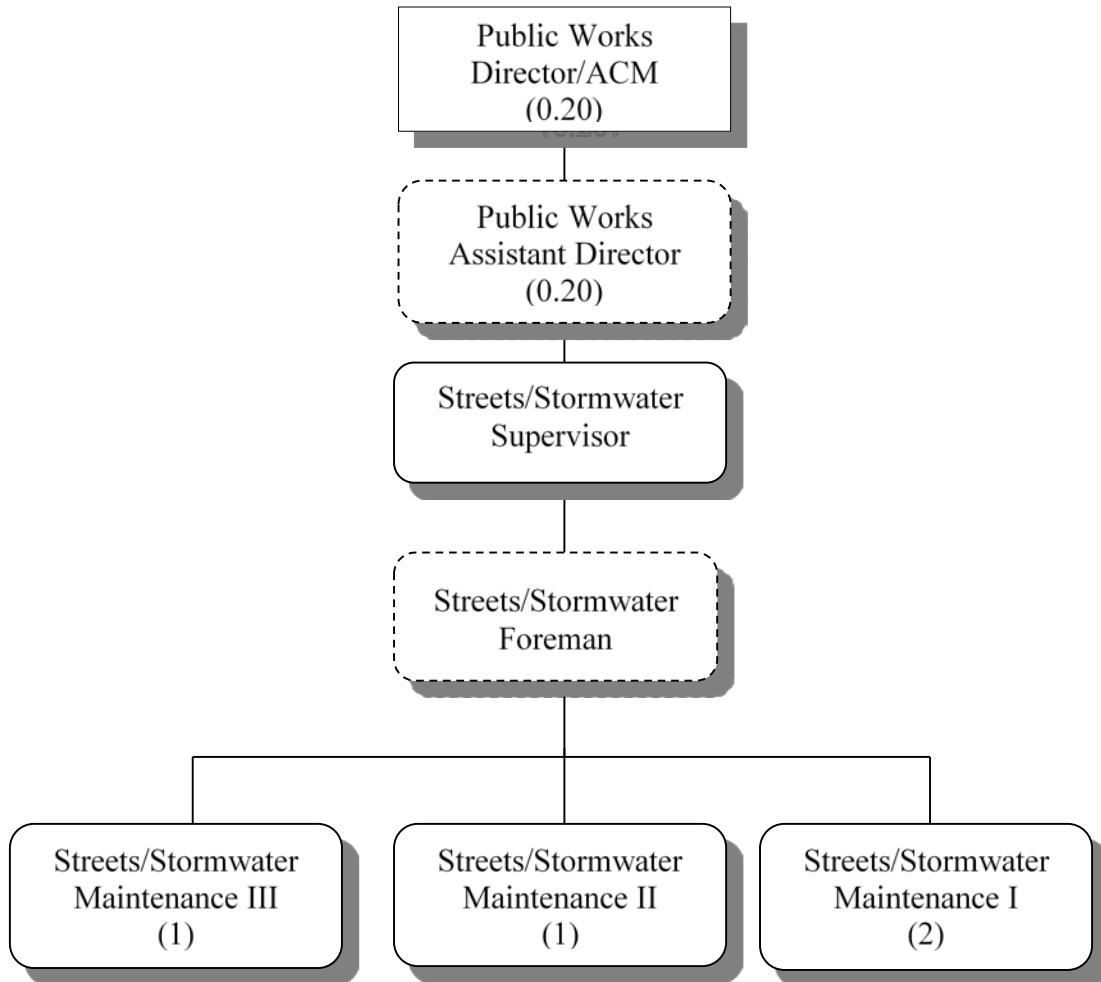 Public Works
Director/ACM
(0.20)
Public Works
Assistant Director
(0.20)
Streets/Stormwater
Supervisor
Streets/Stormwater
Foreman
Streets/Stormwater
Maintenance III
(1)
Streets/Stormwater
Maintenance II
(1)
Streets/Stormwater
Maintenance I
(2)